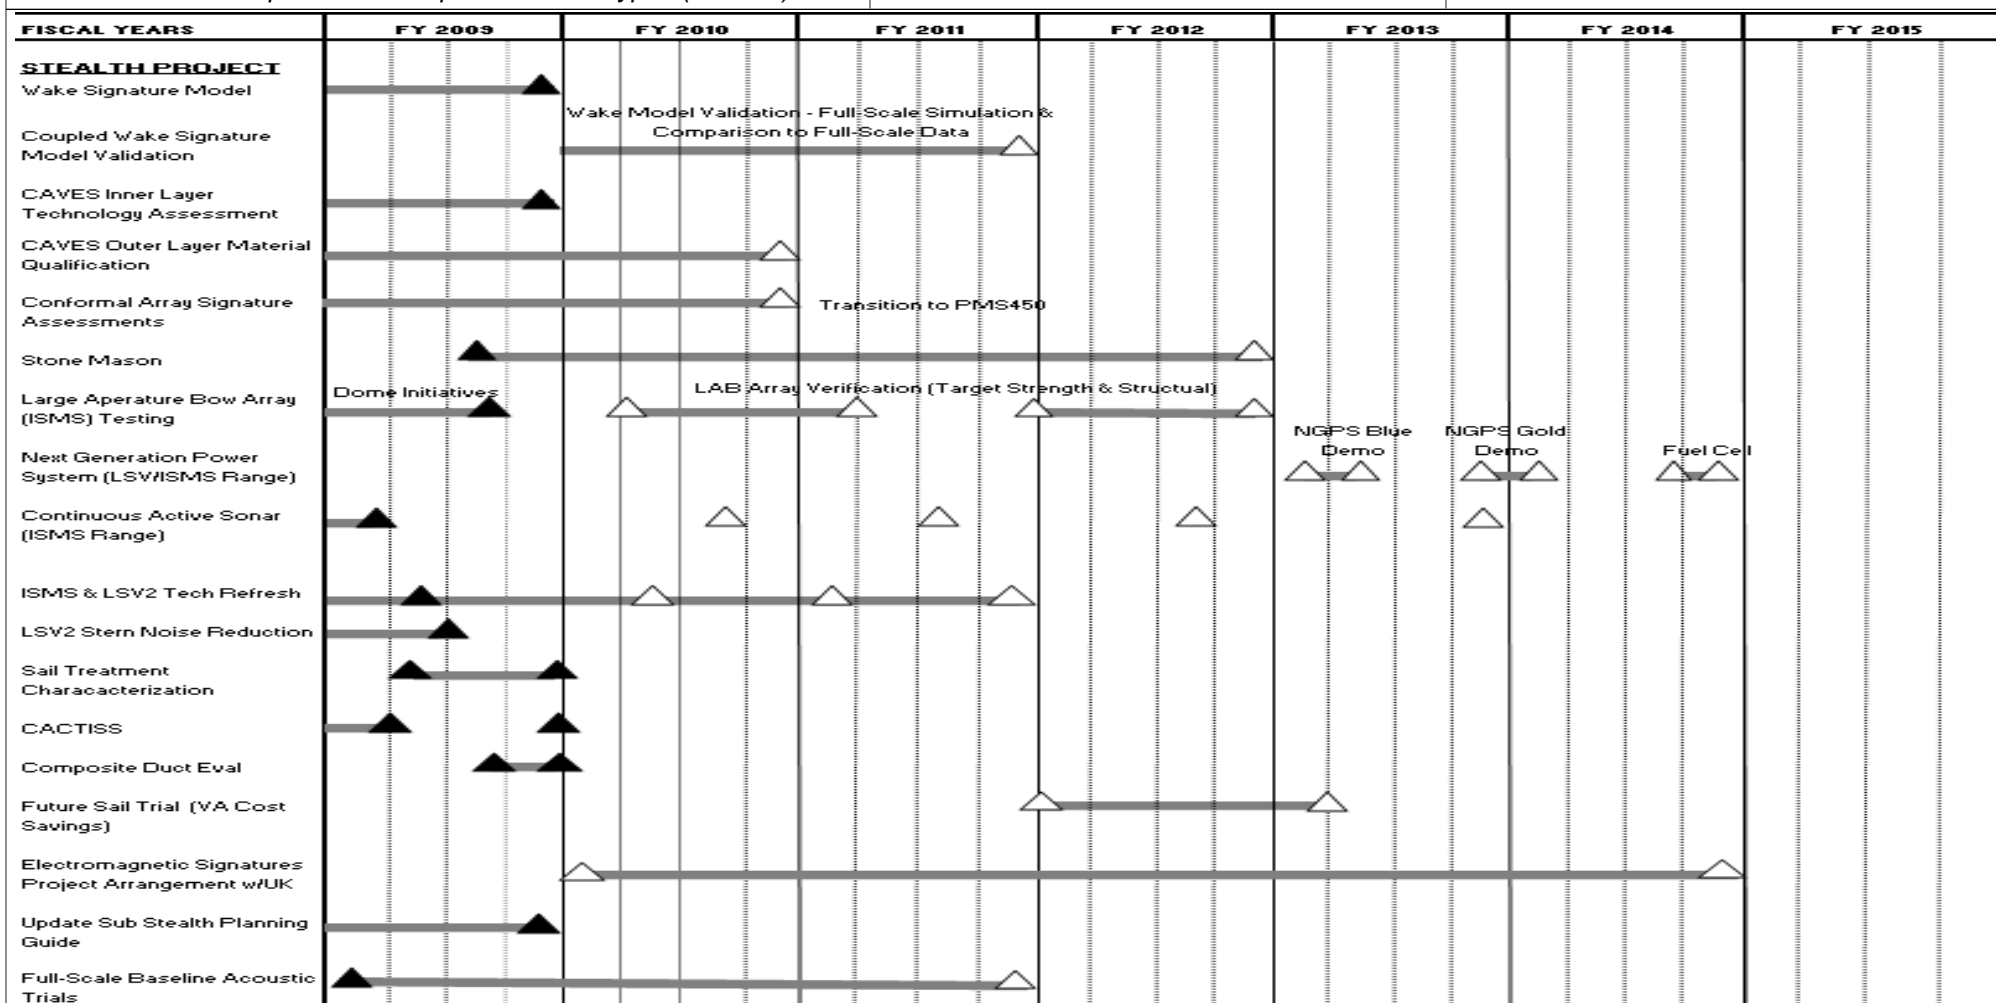 FISCAL YEARS FY 2009 FY 2010 FY 2011 FY 2012 FY 2013 FY 2014 FY 2015
STEALTH PROJECT
Wake Signature Model
Wake Model Validation - Full-Scale Simulation &
Comparison to Full-Scale Data
Coupled Wake Signature
Model Validation
CAVES Inner Layer
Technology Assessment
CAVES Outer Layer Material
Qualification
Conformal Array Signature
Assessments
Transition to PMS450
Stone Mason
Dome Initiatives
LAB Array Verification (Target Strength & Structual)
Large Aperature Bow Array
(ISMS) Testing
NGPS Blue
Demo
NGPS Gold
Demo
Fuel Cell
Next Generation Power
System (LSV/ISMS Range)
Continuous Active Sonar
(ISMS Range)
ISMS & LSV2 Tech Refresh
LSV2 Stern Noise Reduction
Sail Treatment
Characacterization
CACTISS
Composite Duct Eval
Future Sail Trial (VA Cost
Savings)
Electromagnetic Signatures
Project Arrangement w/UK
Update Sub Stealth Planning
Guide
Full-Scale Baseline Acoustic
Trials